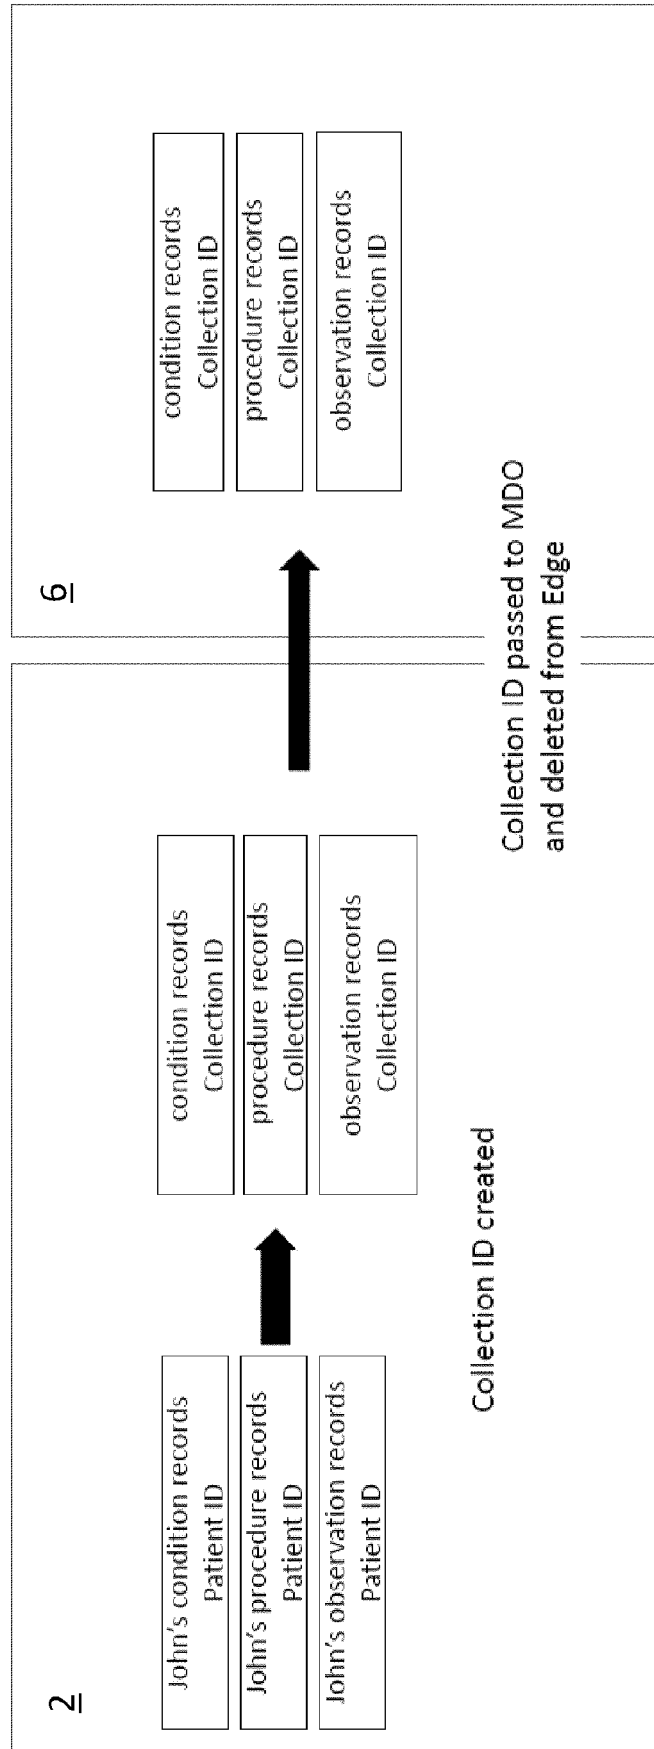 2
John's condition records
Patient ID
John's procedure records
Patient ID
John's observation records
Patient ID
Collection ID created
condition records
Collection ID
procedure records
Collection ID
observation records
Collection ID
Collection ID passed to MDO
and deleted from Edge
6
condition records
Collection ID
procedure records
Collection ID
observation records
Collection ID